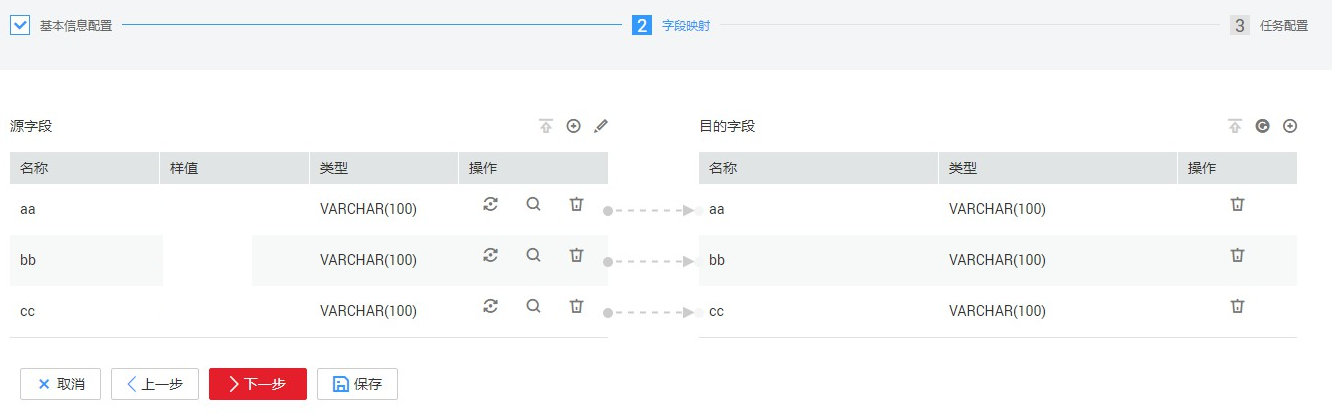 基本信息配置 2 字段映射 3 任务配置
源字段 目的字段
名称 样值 类型 操作 名称 类型 操作
aa VARCHAR(100) aa VARCHAR(100)
bb VARCHAR(100) bb VARCHAR(100)
cc VARCHAR(100) cc VARCHAR(100)
取消 上一步 下一步 保存